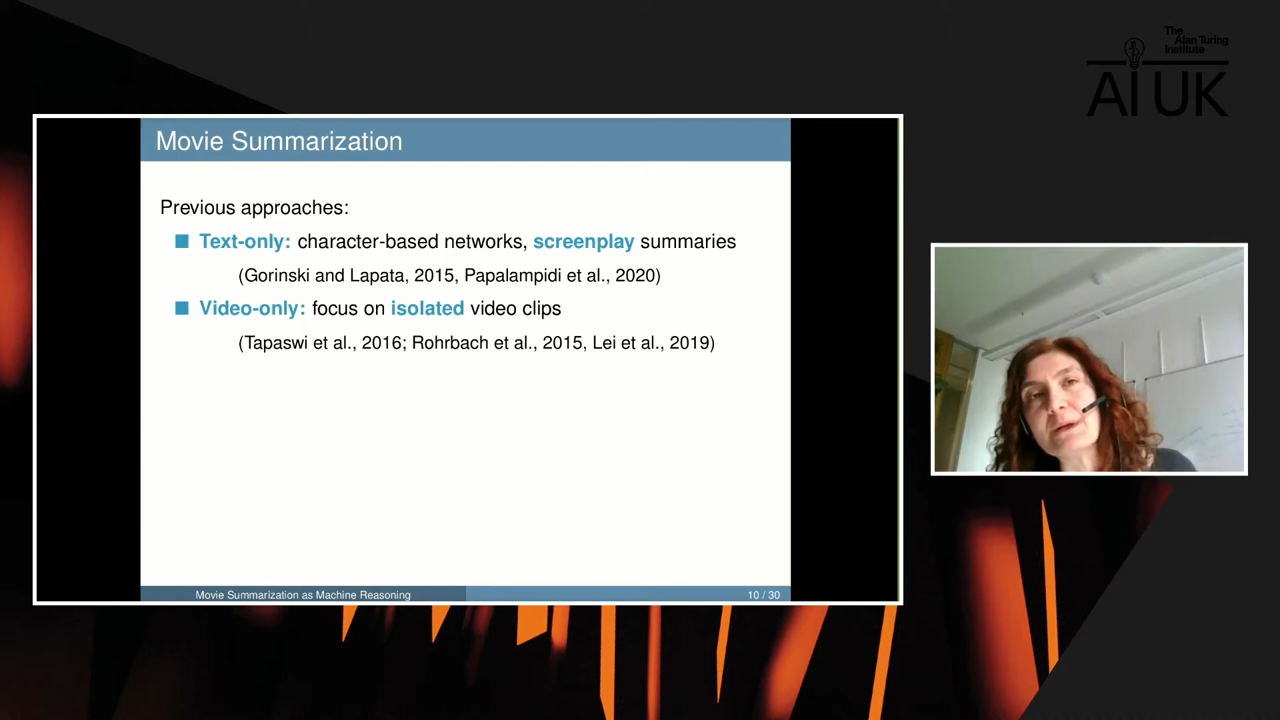 The
Alan Turing
Institute
AI UK
Movie Summarization
Previous approaches:
Text-only: character-based networks, screenplay summaries
(Gorinski and Lapata, 2015, Papalampidi et al., 2020)
Video-only: focus on isolated video clips
(Tapaswi et al., 2016; Rohrbach et al., 2015, Lei et al., 2019)
Movie Summarization as Machine Reasoning
10 / 30